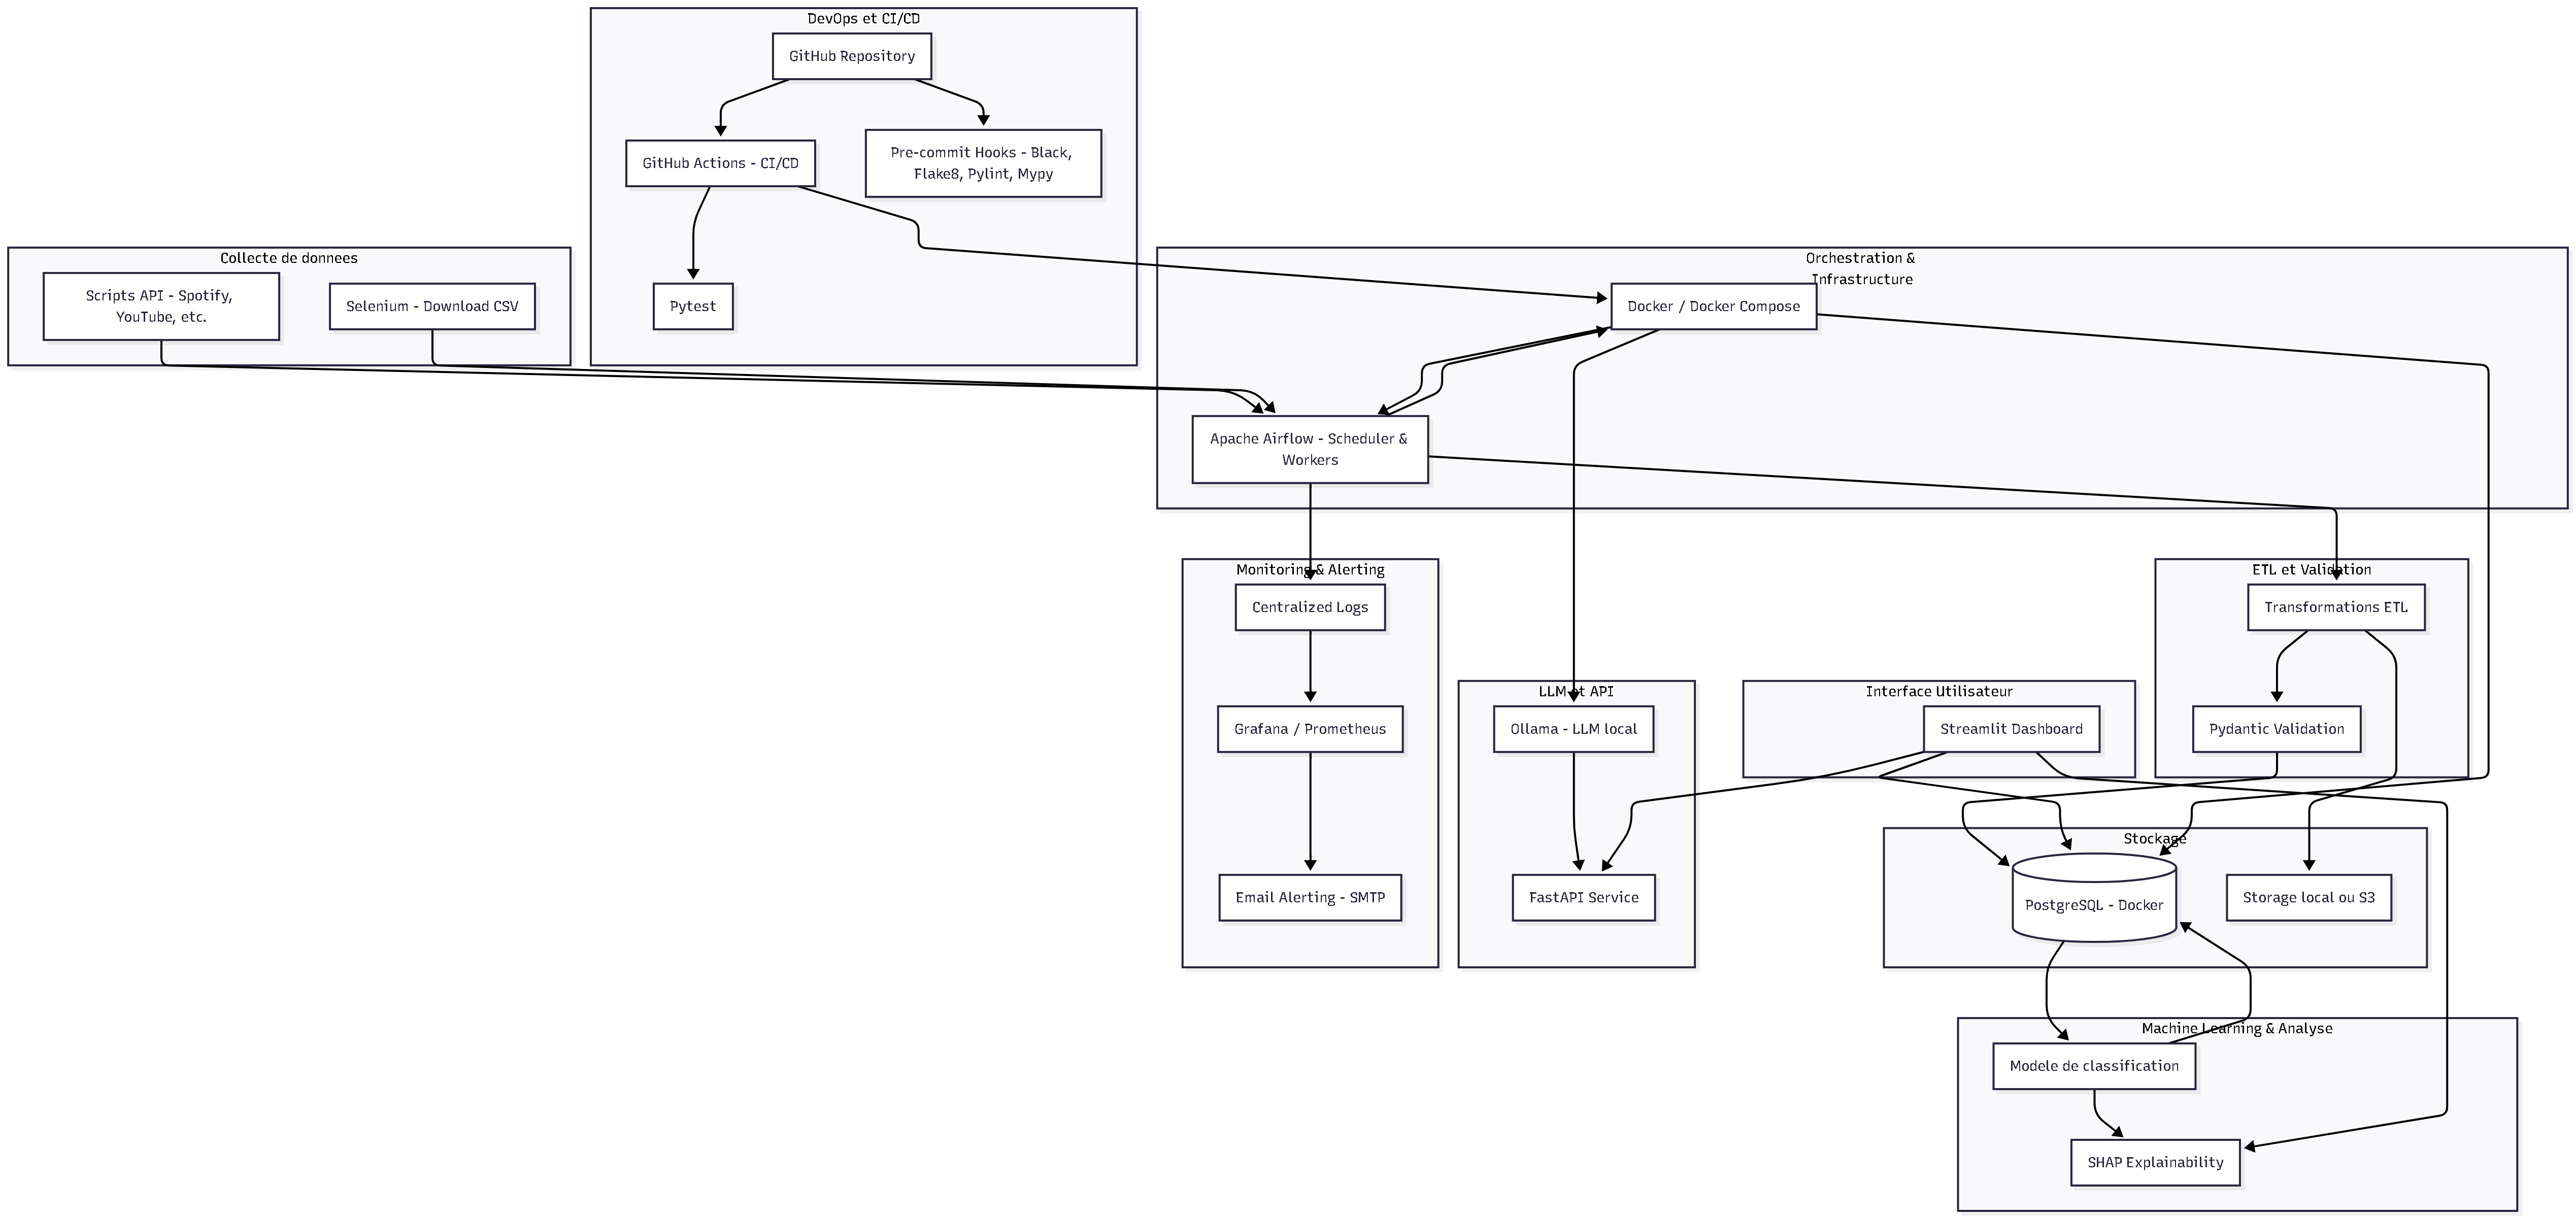 DevOps et CI/CD
GitHub Repository
GitHub Actions - CI/CD
Pre-commit Hooks - Black,
Flake8, Pylint, Mypy
Pytest
Collecte de donnees
Scripts API - Spotify,
YouTube, etc.
Selenium - Download CSV
Orchestration &
Infrastructure
Docker / Docker Compose
Apache Airflow - Scheduler &
Workers
Monitoring & Alerting
Centralized Logs
Grafana / Prometheus
Email Alerting - SMTP
LLM et API
Ollama - LLM local
FastAPI Service
Interface Utilisateur
Streamlit Dashboard
ETL et Validation
Transformations ETL
Pydantic Validation
Stockage
PostgreSQL - Docker
Storage local ou S3
Machine Learning & Analyse
Modele de classification
SHAP Explainability